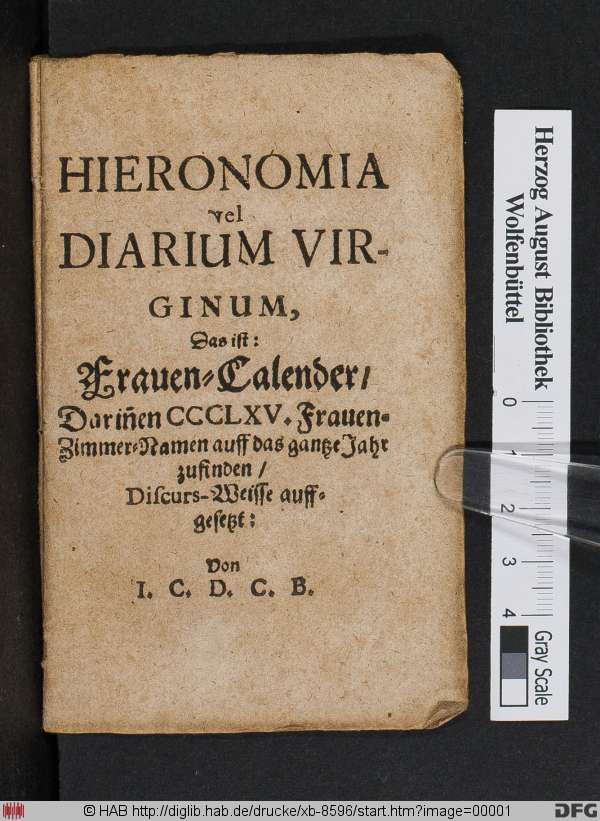 HIERONOMIA
vel
DIARIUM VIR-
GINUM,
Das ist:
Frauen-Calender/
Dariñen CCCLXV. Frauen-
Zimmer-Namen auff das gantze Jahr
zufinden /
Discurs-Weisse auff-
gesetzt:
Von
I. C. D. C. B.
Herzog August Bibliothek
Wolfenbüttel
0
1
2
3
4
Gray Scale
© HAB http://diglib.hab.de/drucke/xb-8596/start.htm?image=00001
DFG